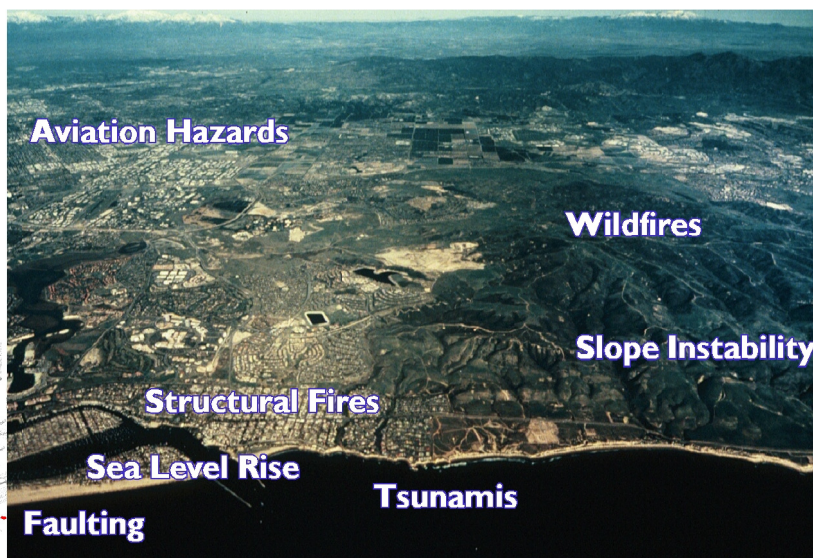 Aviation Hazards
Wildfires
Slope Instability
Structural Fires
Sea Level Rise
Tsunamis
Faulting